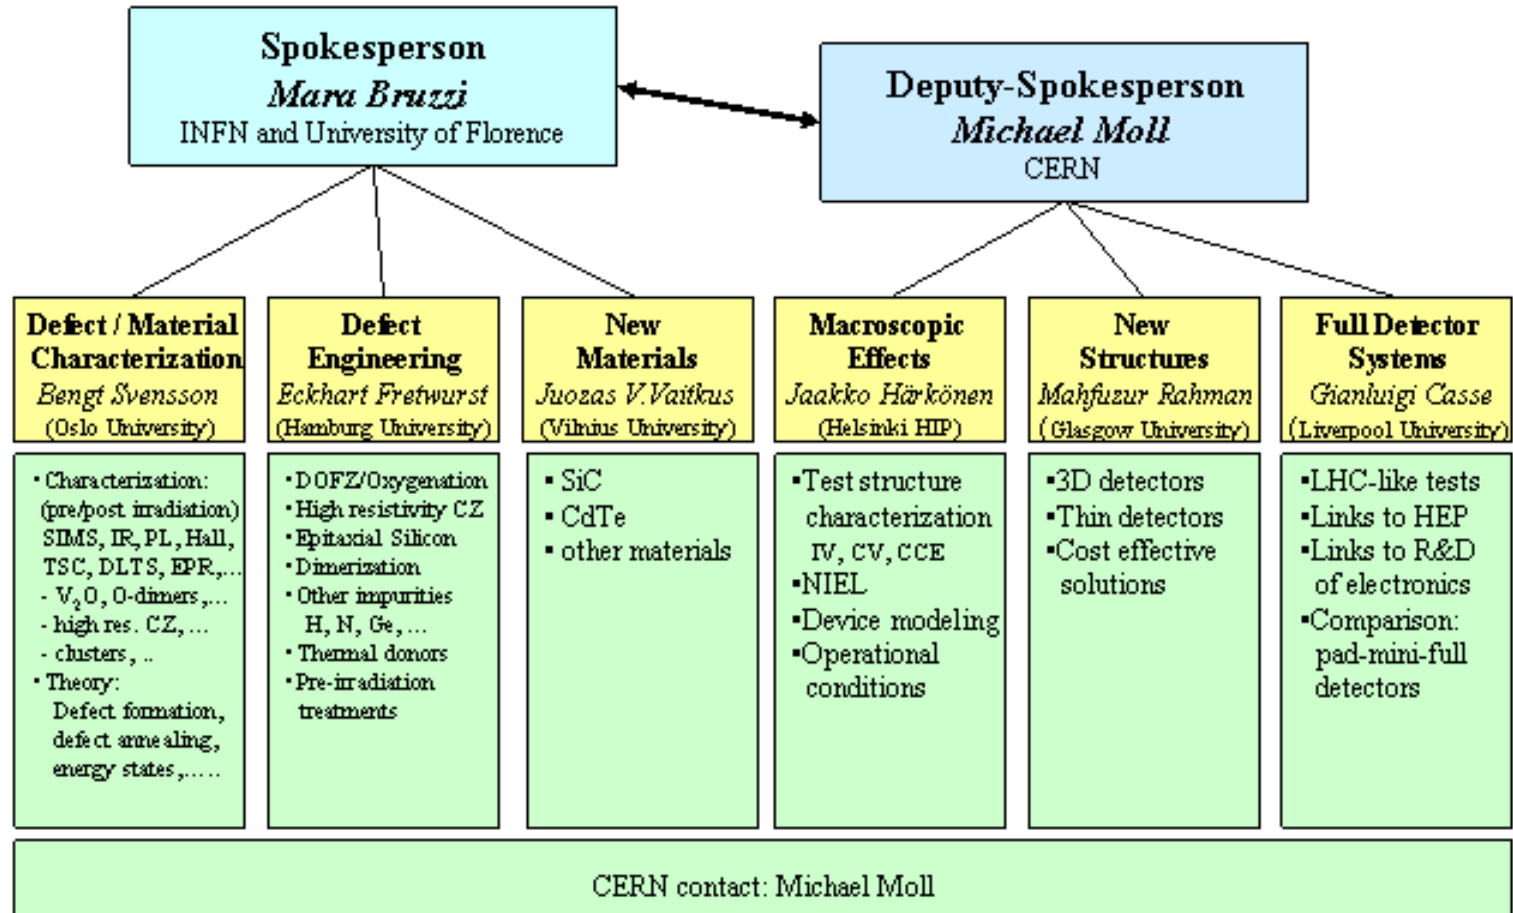 Spokesperson
Mara Bruzzi
INFN and University of Florence
Deputy-Spokesperson
Michael Moll
CERN
Defect / Material
Characterization
Bengt Svensson
(Oslo University)
▪ Characterization:
(pre/post irradiation)
SIMS, IR, PL, Hall,
TSC, DLTS, EPR,...
- V₂O, O-dimers,...
- high res. CZ, ...
- clusters, ..
▪ Theory:
Defect formation,
defect annealing,
energy states,.....
Defect
Engineering
Eckhart Fretwurst
(Hamburg University)
▪ DOFZ/Oxygenation
▪ High resistivity CZ
▪ Epitaxial Silicon
▪ Dimerization
▪ Other impurities
H, N, Ge, ...
▪ Thermal donors
▪ Pre-irradiation
treatments
New
Materials
Juozas V.Vaitkus
(Vilnius University)
▪ SiC
▪ CdTe
▪ other materials
Macroscopic
Effects
Jaakko Härkönen
(Helsinki HIP)
▪Test structure
characterization
IV, CV, CCE
▪NIEL
▪Device modeling
▪Operational
conditions
New
Structures
Mahfuzur Rahman
(Glasgow University)
▪3D detectors
▪Thin detectors
▪Cost effective
solutions
Full Detector
Systems
Gianluigi Casse
(Liverpool University)
▪LHC-like tests
▪Links to HEP
▪Links to R&D
of electronics
▪Comparison:
pad-mini-full
detectors
CERN contact: Michael Moll